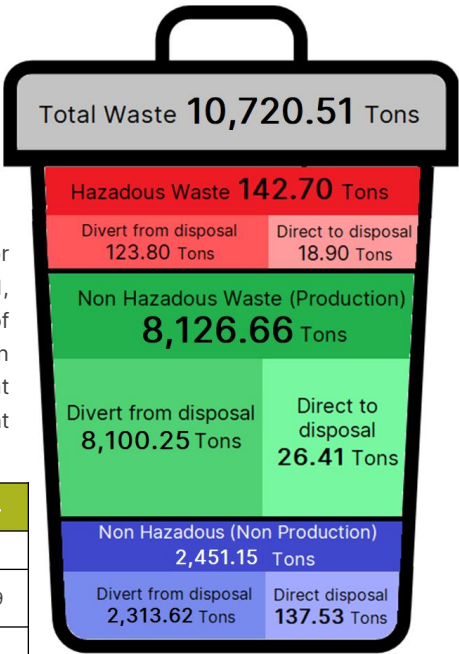 Total Waste 10,720.51 Tons
Hazadous Waste 142.70 Tons
Divert from disposal
123.80 Tons
Direct to disposal
18.90 Tons
Non Hazadous Waste (Production)
8,126.66 Tons
Divert from disposal
8,100.25 Tons
Direct to
disposal
26.41 Tons
Non Hazadous (Non Production)
2,451.15 Tons
Divert from disposal
2,313.62 Tons
Direct disposal
137.53 Tons